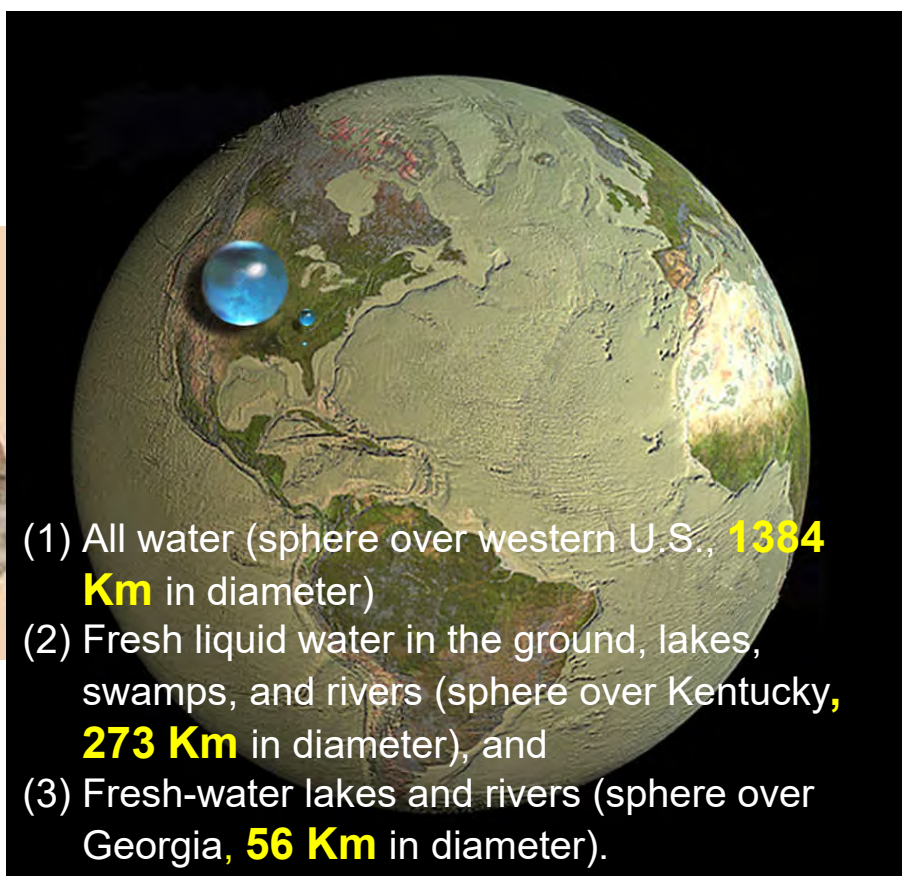 (1) All water (sphere over western U.S., 1384
Km in diameter)
(2) Fresh liquid water in the ground, lakes,
swamps, and rivers (sphere over Kentucky,
273 Km in diameter), and
(3) Fresh-water lakes and rivers (sphere over
Georgia, 56 Km in diameter).